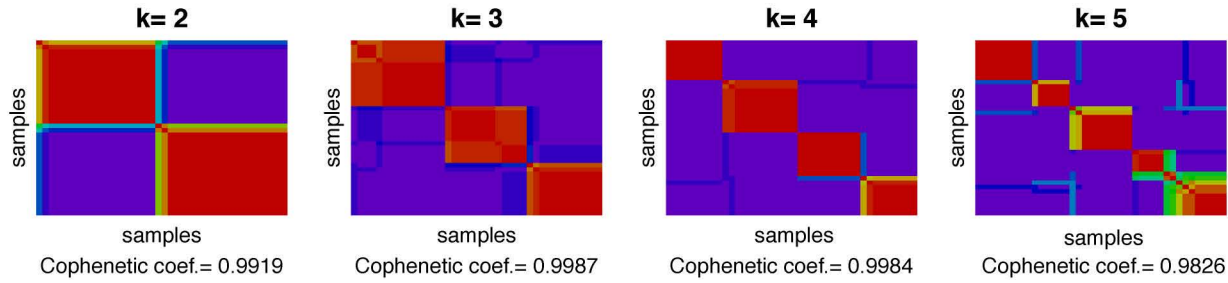 k= 2
samples
samples
Cophenetic coef.= 0.9919
k= 3
samples
samples
Cophenetic coef.= 0.9987
k= 4
samples
samples
Cophenetic coef.= 0.9984
k= 5
samples
samples
Cophenetic coef.= 0.9826